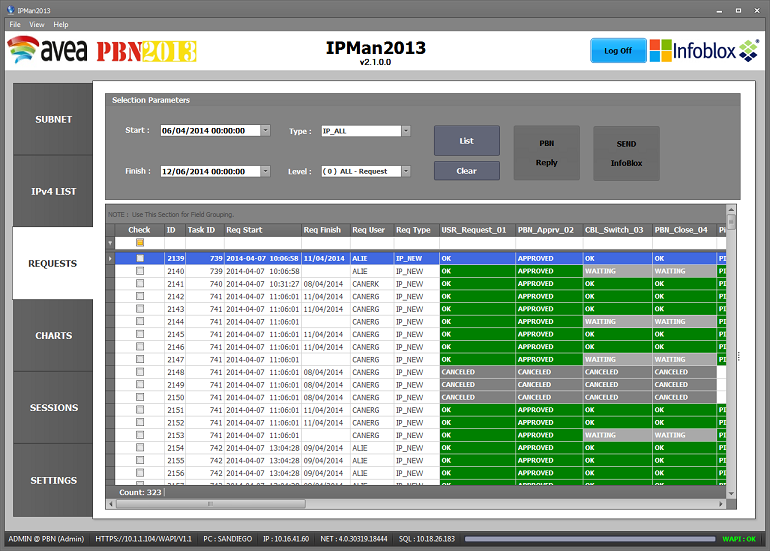 IPMan2013
File View Help
avea PBN2013
IPMan2013
v2.1.0.0
Log Off
Infoblox
SUBNET
IPv4 LIST
REQUESTS
CHARTS
SESSIONS
SETTINGS
Selection Parameters
Start : 06/04/2014 00:00:00 Type : IP_ALL
Finish : 12/06/2014 00:00:00 Level : ( 0 ) ALL - Request
List
Clear
PBN
Reply
SEND
InfoBlox
NOTE : Use This Section for Field Grouping.
Check ID Task ID Req Start Req Finish Req User Req Type USR_Request_01 PBN_Apprv_02 CBL_Switch_03 PBN_Close_04
2139 739 2014-04-07 10:06:58 11/04/2014 ALIE IP_NEW OK APPROVED OK OK
2140 739 2014-04-07 10:06:58 ALIE IP_NEW OK APPROVED WAITING WAITING
2141 740 2014-04-07 10:31:27 08/04/2014 CANERK IP_NEW OK APPROVED OK OK
2142 741 2014-04-07 11:06:01 11/04/2014 CANERG IP_NEW OK APPROVED OK OK
2143 741 2014-04-07 11:06:01 11/04/2014 CANERG IP_NEW OK APPROVED OK OK
2144 741 2014-04-07 11:06:01 CANERG IP_NEW OK APPROVED WAITING WAITING
2145 741 2014-04-07 11:06:01 11/04/2014 CANERG IP_NEW OK APPROVED OK OK
2146 741 2014-04-07 11:06:01 11/04/2014 CANERG IP_NEW OK APPROVED OK OK
2147 741 2014-04-07 11:06:01 CANERG IP_NEW OK APPROVED WAITING WAITING
2148 741 2014-04-07 11:06:01 08/04/2014 CANERG IP_NEW CANCELED CANCELED CANCELED CANCELED
2149 741 2014-04-07 11:06:01 08/04/2014 CANERG IP_NEW CANCELED CANCELED CANCELED CANCELED
2150 741 2014-04-07 11:06:01 08/04/2014 CANERG IP_NEW CANCELED CANCELED CANCELED CANCELED
2151 741 2014-04-07 11:06:01 11/04/2014 CANERG IP_NEW OK APPROVED OK OK
2152 741 2014-04-07 11:06:01 11/04/2014 CANERG IP_NEW OK APPROVED OK OK
2153 741 2014-04-07 11:06:01 CANERG IP_NEW OK APPROVED WAITING WAITING
2154 742 2014-04-07 13:04:28 09/04/2014 ALIE IP_NEW OK APPROVED OK OK
2155 742 2014-04-07 13:04:28 09/04/2014 ALIE IP_NEW OK APPROVED OK OK
2156 742 2014-04-07 13:04:28 09/04/2014 ALIE IP_NEW OK APPROVED OK OK
2157 742 2014-04-07 13:04:28 09/04/2014 ALIE IP_NEW OK APPROVED OK OK
Count: 323
ADMIN @ PBN (Admin) HTTPS://10.1.1.104/WAPI/V1.1 PC : SANDIEGO IP : 10.16.41.60 NET : 4.0.30319.18444 SQL : 10.18.26.183 WAPI : OK